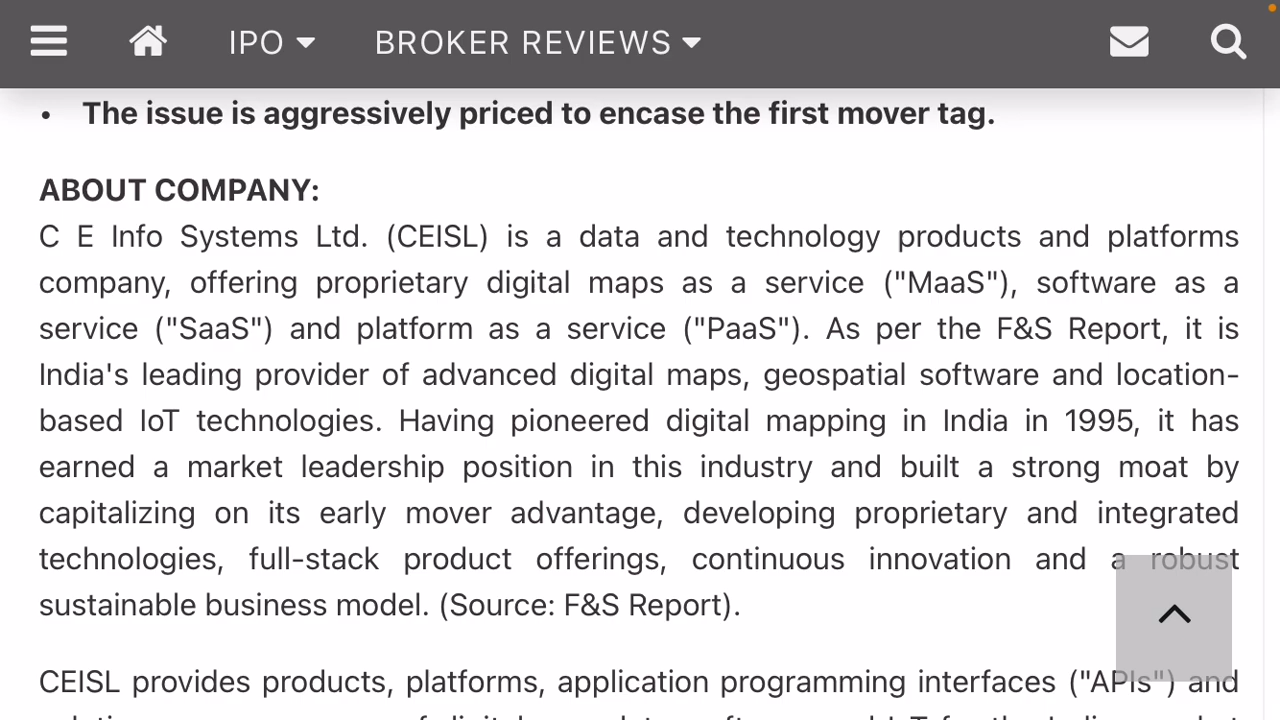 IPO BROKER REVIEWS
• The issue is aggressively priced to encase the first mover tag.
ABOUT COMPANY:
C E Info Systems Ltd. (CEISL) is a data and technology products and platforms
company, offering proprietary digital maps as a service ("MaaS"), software as a
service ("SaaS") and platform as a service ("PaaS"). As per the F&S Report, it is
India's leading provider of advanced digital maps, geospatial software and location-
based IoT technologies. Having pioneered digital mapping in India in 1995, it has
earned a market leadership position in this industry and built a strong moat by
capitalizing on its early mover advantage, developing proprietary and integrated
technologies, full-stack product offerings, continuous innovation and a robust
sustainable business model. (Source: F&S Report).
CEISL provides products, platforms, application programming interfaces ("APIs") and